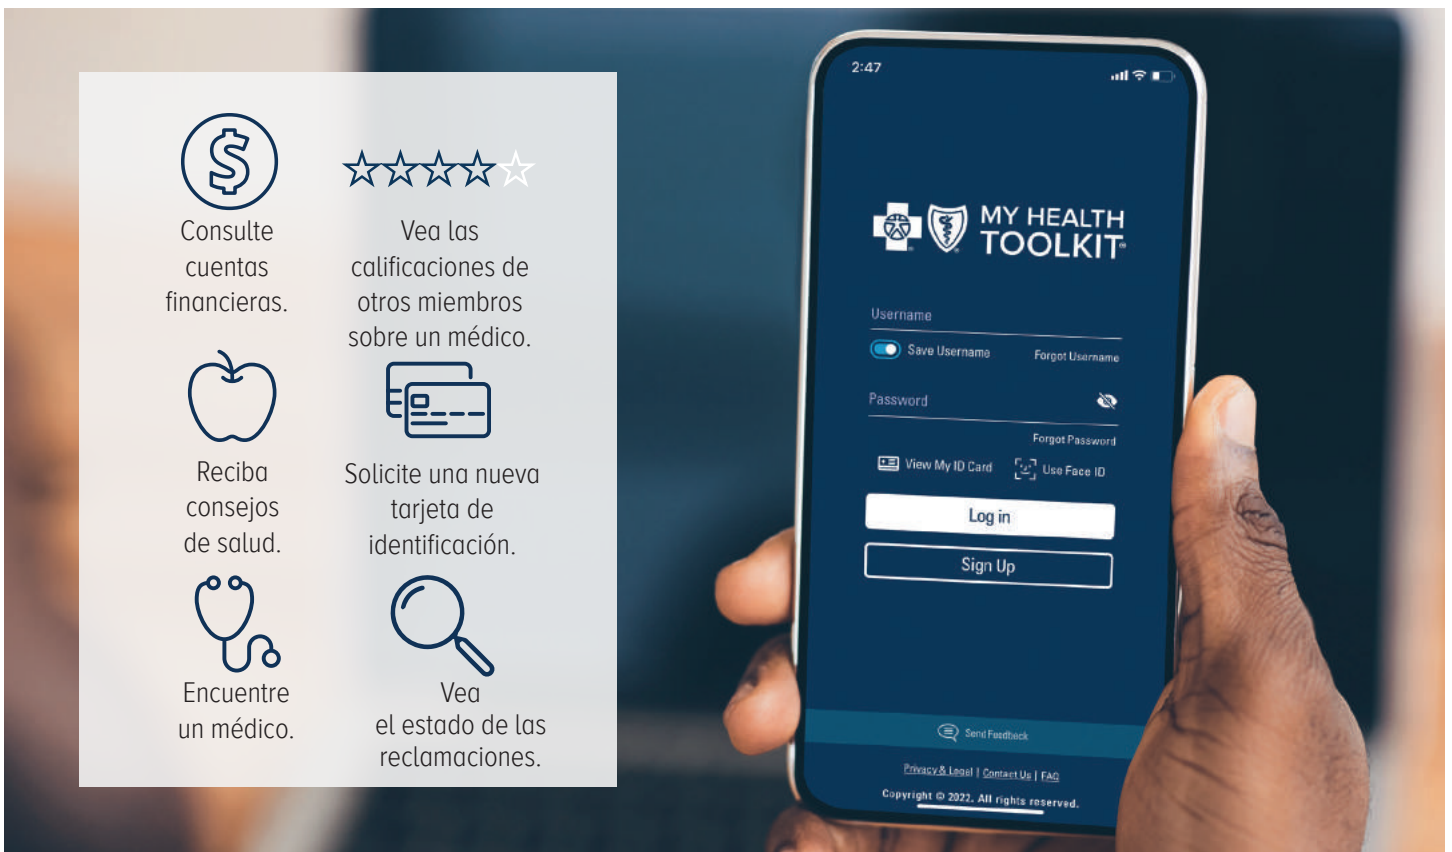 Consulte
cuentas
financieras.
Vea las
calificaciones de
otros miembros
sobre un médico.
Reciba
consejos
de salud.
Solicite una nueva
tarjeta de
identificación.
Encuentre
un médico.
Vea
el estado de las
reclamaciones.
2:47
MY HEALTH
TOOLKIT®
Username
Save Username Forgot Username
Password
Forgot Password
View My ID Card Use Face ID
Log in
Sign Up
Send Feedback
Privacy & Legal | Contact Us | FAQ
Copyright © 2022. All rights reserved.